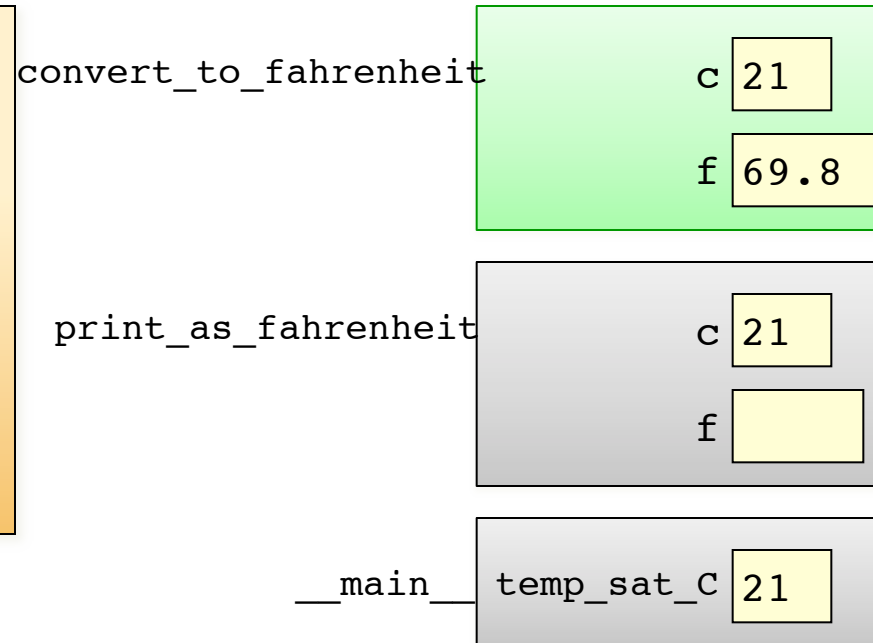 convert_to_fahrenheit c 21
f 69.8
print_as_fahrenheit c 21
f
__main__ temp_sat_C 21